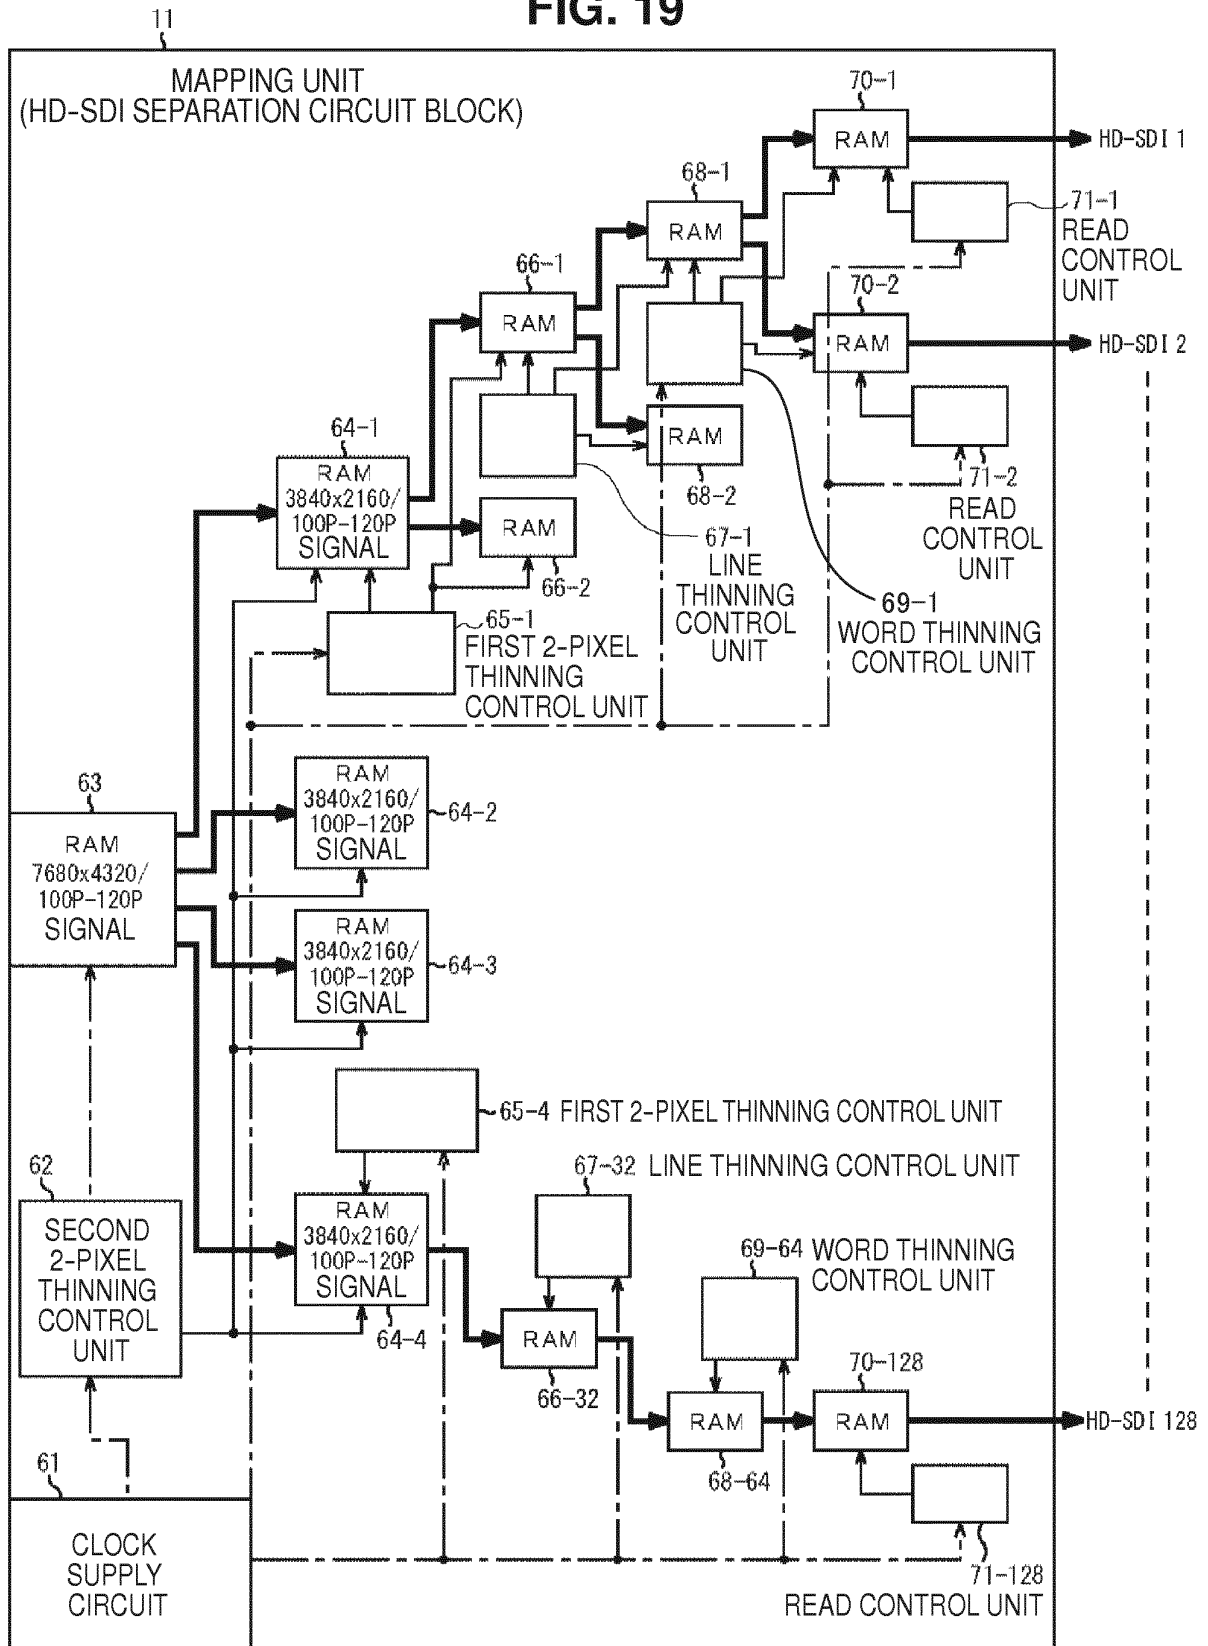 FIG. 19
11
MAPPING UNIT
(HD-SDI SEPARATION CIRCUIT BLOCK)
70-1
RAM
HD-SDI 1
68-1
RAM
71-1
READ
CONTROL
UNIT
66-1
RAM
70-2
RAM
HD-SDI 2
64-1
RAM
3840x2160/
100P-120P
SIGNAL
RAM
68-2
71-2
READ
CONTROL
UNIT
RAM
66-2
67-1
LINE
THINNING
CONTROL
UNIT
69-1
WORD THINNING
CONTROL UNIT
65-1
FIRST 2-PIXEL
THINNING
CONTROL UNIT
63
RAM
7680x4320/
100P-120P
SIGNAL
RAM
3840x2160/
100P-120P
SIGNAL
64-2
RAM
3840x2160/
100P-120P
SIGNAL
64-3
65-4 FIRST 2-PIXEL THINNING CONTROL UNIT
62
SECOND
2-PIXEL
THINNING
CONTROL
UNIT
67-32 LINE THINNING CONTROL UNIT
RAM
3840x2160/
100P-120P
SIGNAL
64-4
69-64 WORD THINNING
CONTROL UNIT
RAM
66-32
70-128
RAM
68-64
RAM
HD-SDI 128
61
CLOCK
SUPPLY
CIRCUIT
71-128
READ CONTROL UNIT